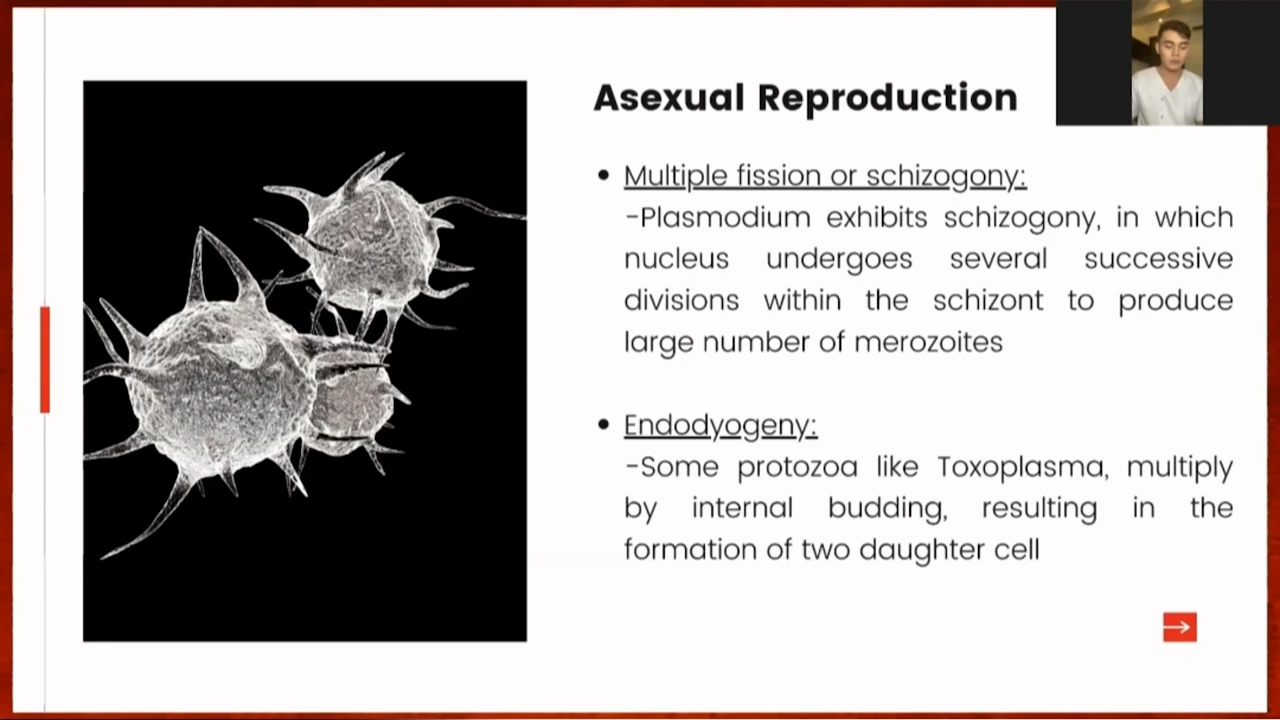 Asexual Reproduction
Multiple fission or schizogony:
-Plasmodium exhibits schizogony, in which
nucleus undergoes several successive
divisions within the schizont to produce
large number of merozoites
Endodyogeny:
-Some protozoa like Toxoplasma, multiply
by internal budding, resulting in the
formation of two daughter cell